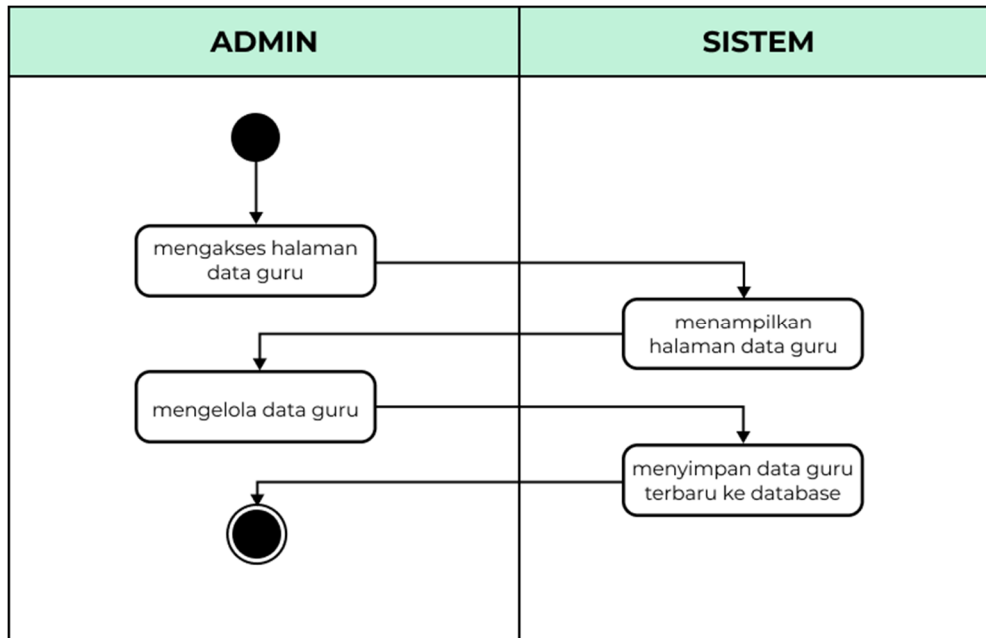 ADMIN
SISTEM
mengakses halaman
data guru
menampilkan
halaman data guru
mengelola data guru
menyimpan data guru
terbaru ke database